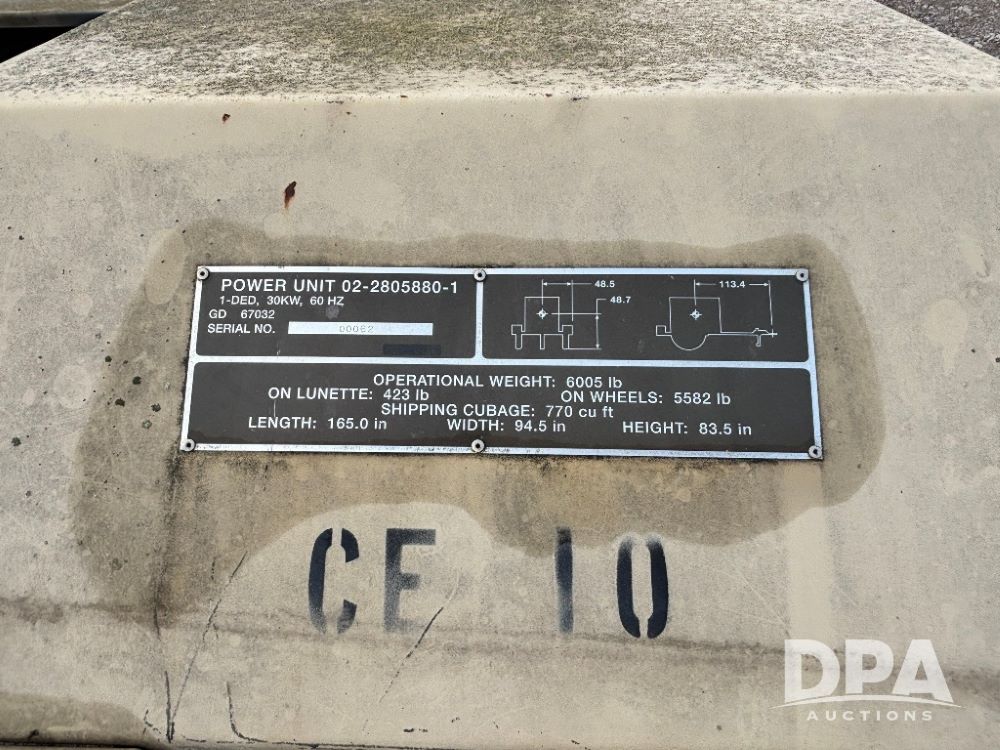 POWER UNIT 02-2805880-1
1-DED, 30KW, 60 HZ
GD 67032
SERIAL NO. 00062
48.5
48.7
113.4
OPERATIONAL WEIGHT: 6005 lb
ON LUNETTE: 423 lb ON WHEELS: 5582 lb
SHIPPING CUBAGE: 770 cu ft
LENGTH: 165.0 in WIDTH: 94.5 in HEIGHT: 83.5 in
CE 10
DPA
AUCTIONS